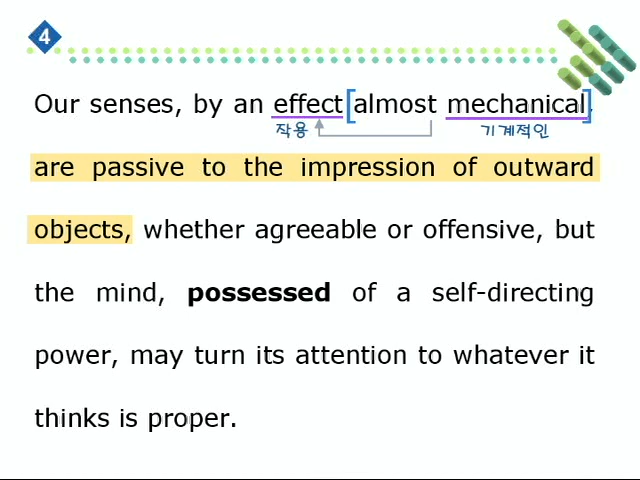 4
Our senses, by an effect [almost mechanical],
작용 기계적인
are passive to the impression of outward
objects, whether agreeable or offensive, but
the mind, possessed of a self-directing
power, may turn its attention to whatever it
thinks is proper.